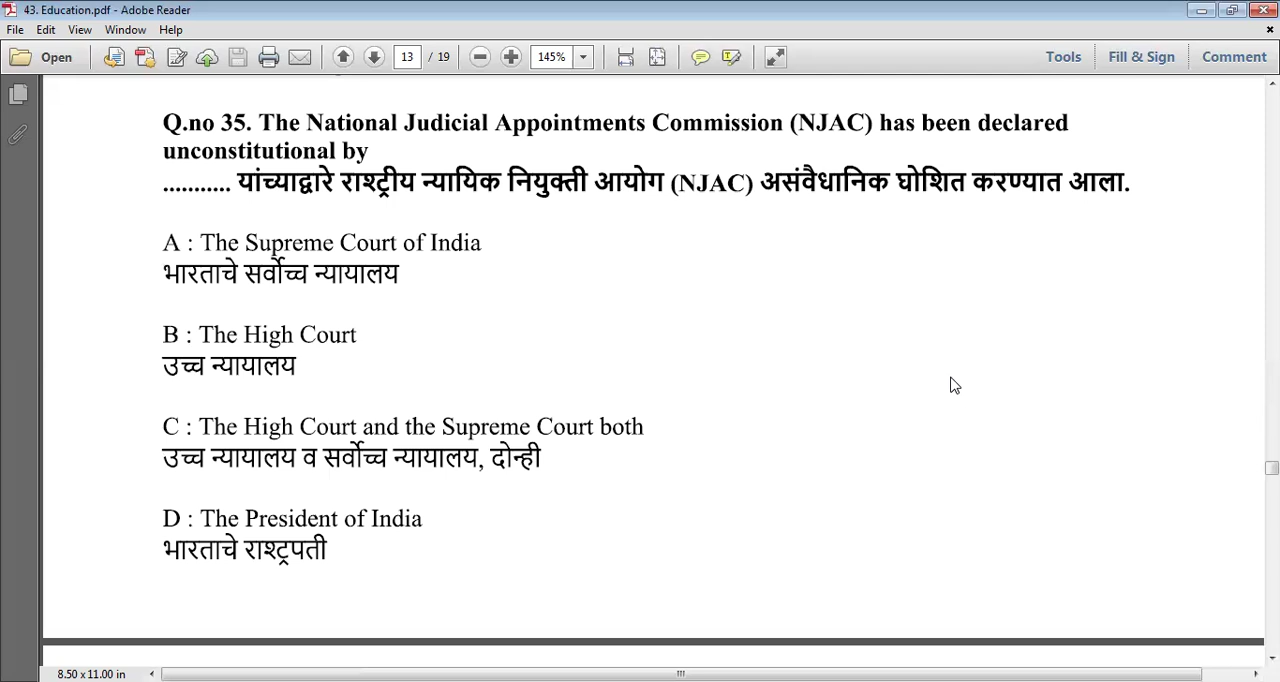 43. Education.pdf - Adobe Reader
File Edit View Window Help
Open 13 / 19 145% Tools Fill & Sign Comment
Q.no 35. The National Judicial Appointments Commission (NJAC) has been declared
unconstitutional by
........... यांच्याद्वारे राश्ट्रीय न्यायिक नियुक्ती आयोग (NJAC) असंवैधानिक घोशित करण्यात आला.
A : The Supreme Court of India
भारताचे सर्वोच्च न्यायालय
B : The High Court
उच्च न्यायालय
C : The High Court and the Supreme Court both
उच्च न्यायालय व सर्वोच्च न्यायालय, दोन्ही
D : The President of India
भारताचे राश्ट्रपती
8.50 x 11.00 in